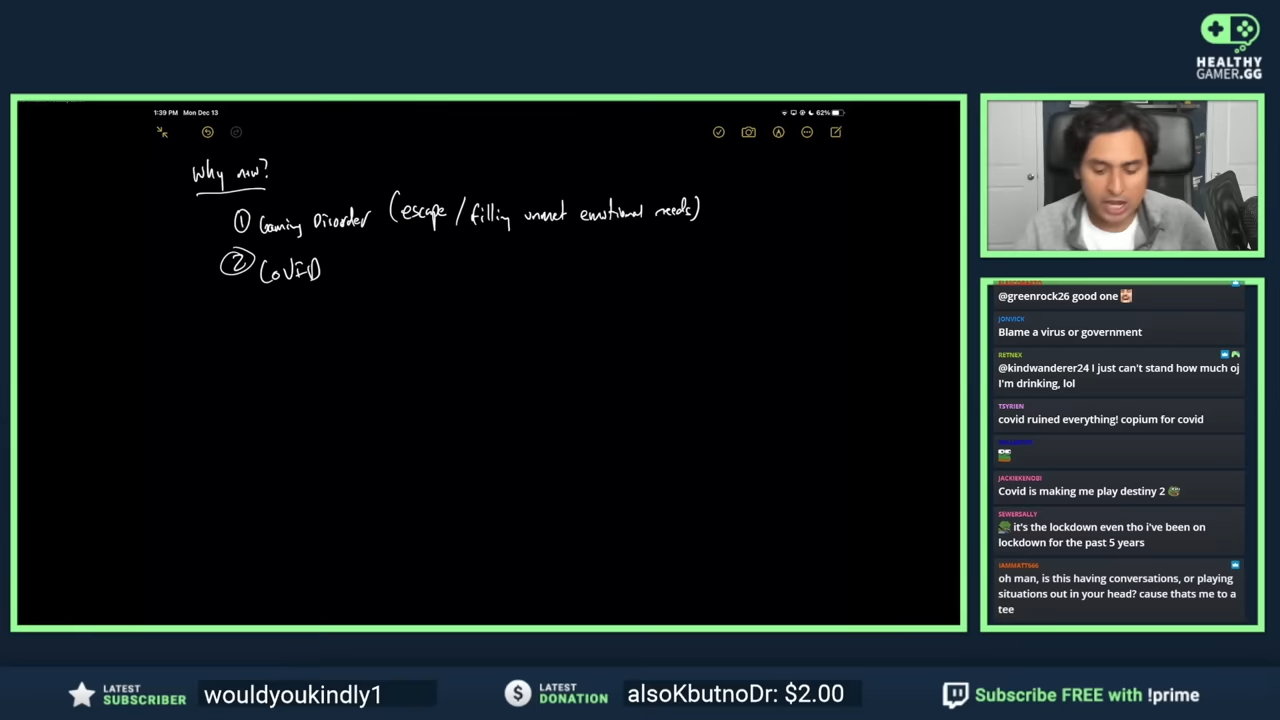 HEALTHY
GAMER.GG
1:39 PM Mon Dec 13
62%
Why now?
① Gaming Disorder (escape / filling unmet emotional needs)
② COVID
@greenrock26 good one
JONVICK
Blame a virus or government
RETNEX
@kindwanderer24 I just can't stand how much oj
I'm drinking, lol
TSYRIEN
covid ruined everything! copium for covid
JACKIEKENOBI
Covid is making me play destiny 2
SEWERSALLY
it's the lockdown even tho i've been on
lockdown for the past 5 years
IAMMATT666
oh man, is this having conversations, or playing
situations out in your head? cause thats me to a
tee
LATEST
SUBSCRIBER
wouldyoukindly1
LATEST
DONATION
alsoKbutnoDr: $2.00
Subscribe FREE with !prime